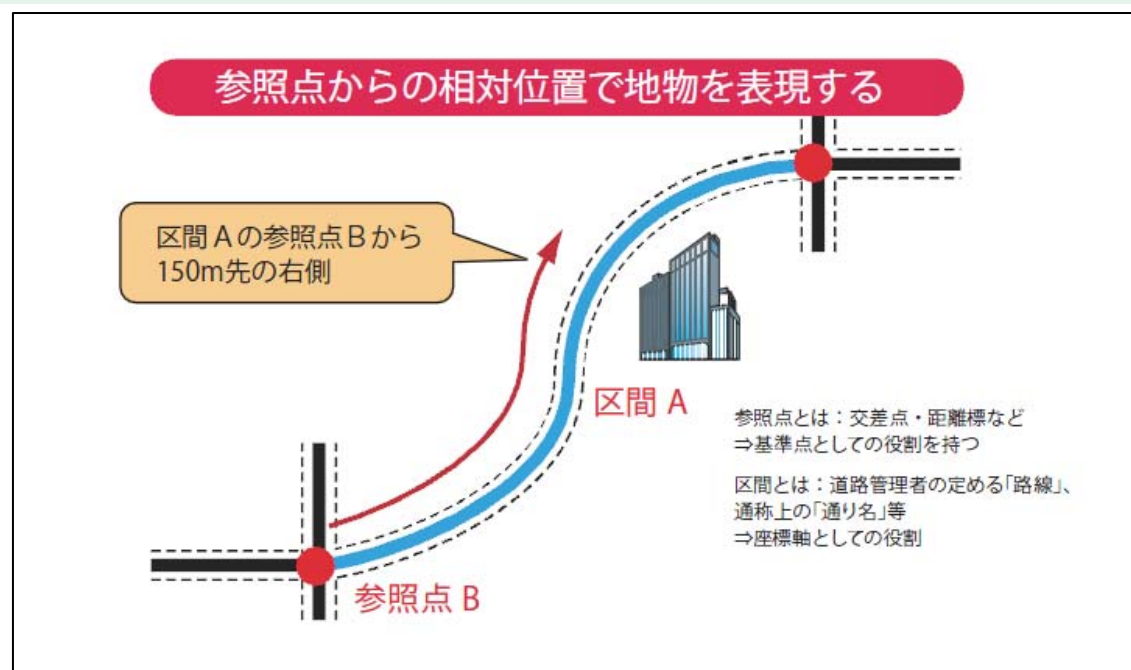 参照点からの相対位置で地物を表現する
区間Aの参照点Bから
150m先の右側
区間 A
参照点とは：交差点・距離標など
⇒基準点としての役割を持つ
区間とは：道路管理者の定める「路線」、
通称上の「通り名」等
⇒座標軸としての役割
参照点 B